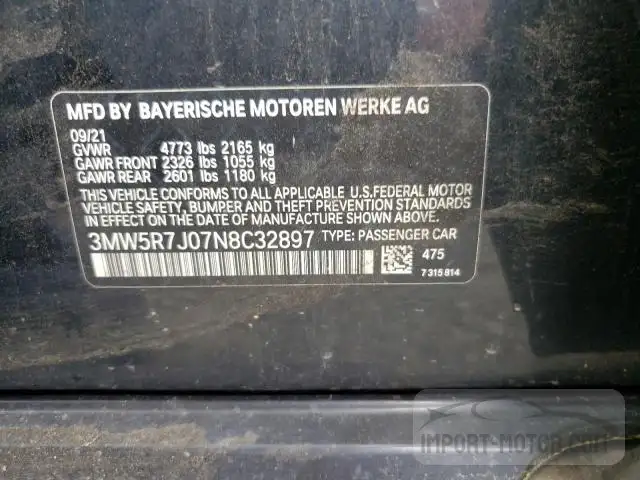 MFD BY BAYERISCHE MOTOREN WERKE AG
09/21
GVWR 4773 lbs 2165 kg
GAWR FRONT 2326 lbs 1055 kg
GAWR REAR 2601 lbs 1180 kg
THIS VEHICLE CONFORMS TO ALL APPLICABLE U.S.FEDERAL MOTOR
VEHICLE SAFETY, BUMPER AND THEFT PREVENTION STANDARDS
IN EFFECT ON THE DATE OF MANUFACTURE SHOWN ABOVE.
3MW5R7J07N8C32897 TYPE: PASSENGER CAR
475
7315814
IMPORT-MOTOR.COM